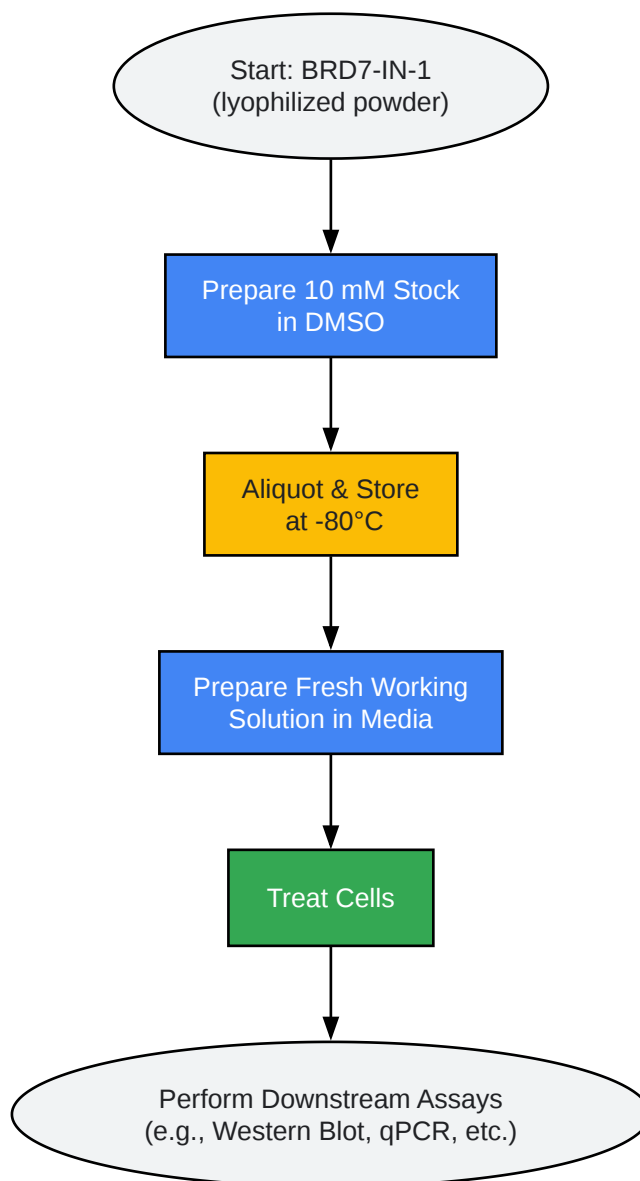 Start: BRD7-IN-1
(lyophilized powder)
Prepare 10 mM Stock
in DMSO
Aliquot & Store
at -80°C
Prepare Fresh Working
Solution in Media
Treat Cells
Perform Downstream Assays
(e.g., Western Blot, qPCR, etc.)